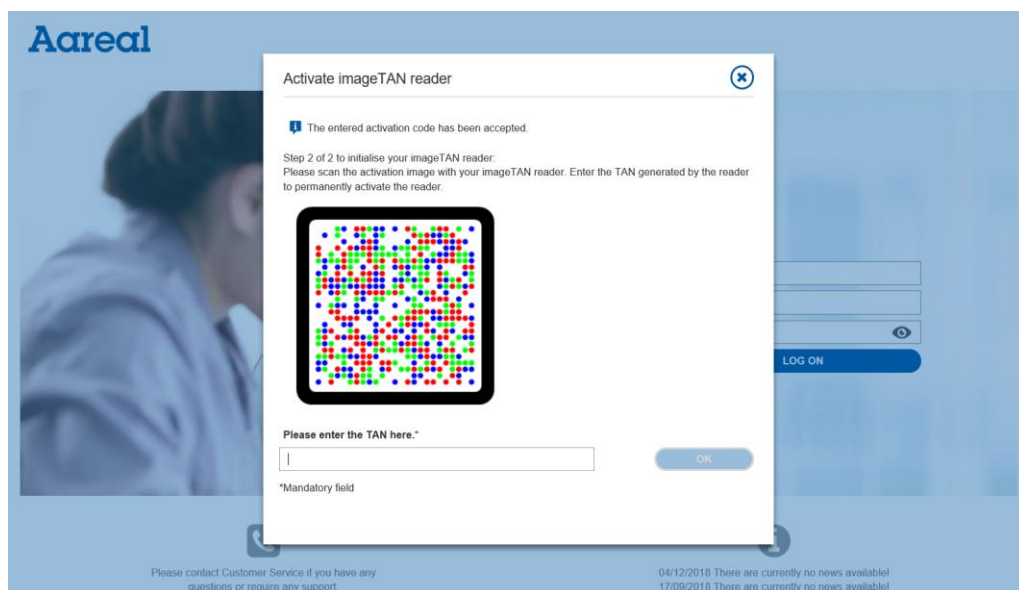 Aareal
Activate imageTAN reader
The entered activation code has been accepted.
Step 2 of 2 to initialise your imageTAN reader:
Please scan the activation image with your imageTAN reader. Enter the TAN generated by the reader
to permanently activate the reader.
LOG ON
Please enter the TAN here.*
OK
*Mandatory field
Please contact Customer Service if you have any
questions or require any support.
04/12/2018 There are currently no news available!
17/09/2018 There are currently no news available!